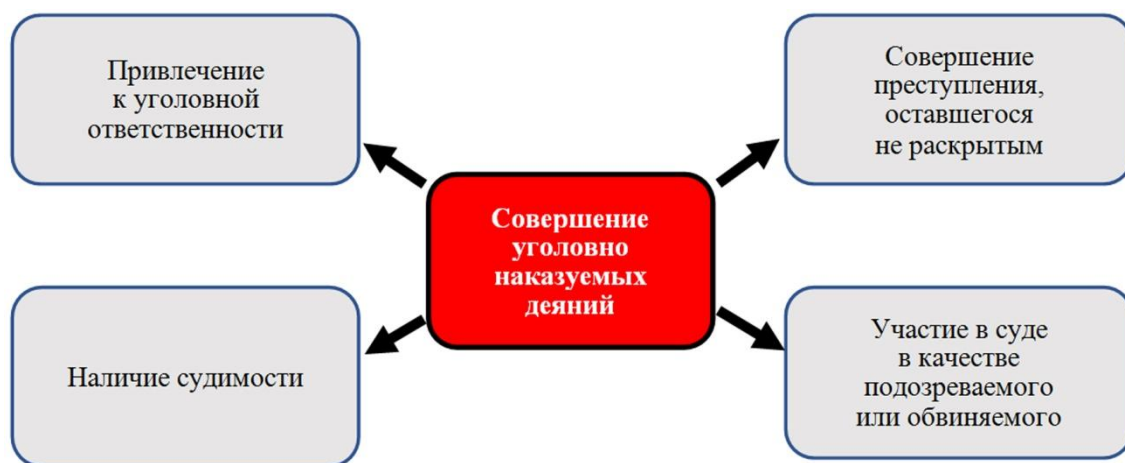 Привлечение
к уголовной
ответственности
Совершение
преступления,
оставшегося
не раскрытым
Совершение
уголовно
наказуемых
деяний
Наличие судимости
Участие в суде
в качестве
подозреваемого
или обвиняемого